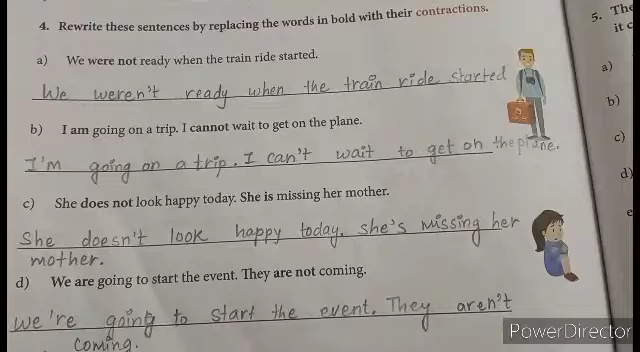 4. Rewrite these sentences by replacing the words in bold with their contractions.
a) We were not ready when the train ride started.
We weren't ready when the train ride started
b) I am going on a trip. I cannot wait to get on the plane.
I'm going on a trip. I can't wait to get on the plane.
c) She does not look happy today. She is missing her mother.
She doesn't look happy today. she's missing her
mother.
d) We are going to start the event. They are not coming.
we're going to start the event. They aren't
coming.
5. The
it c
a)
b)
c)
d)
e
PowerDirector